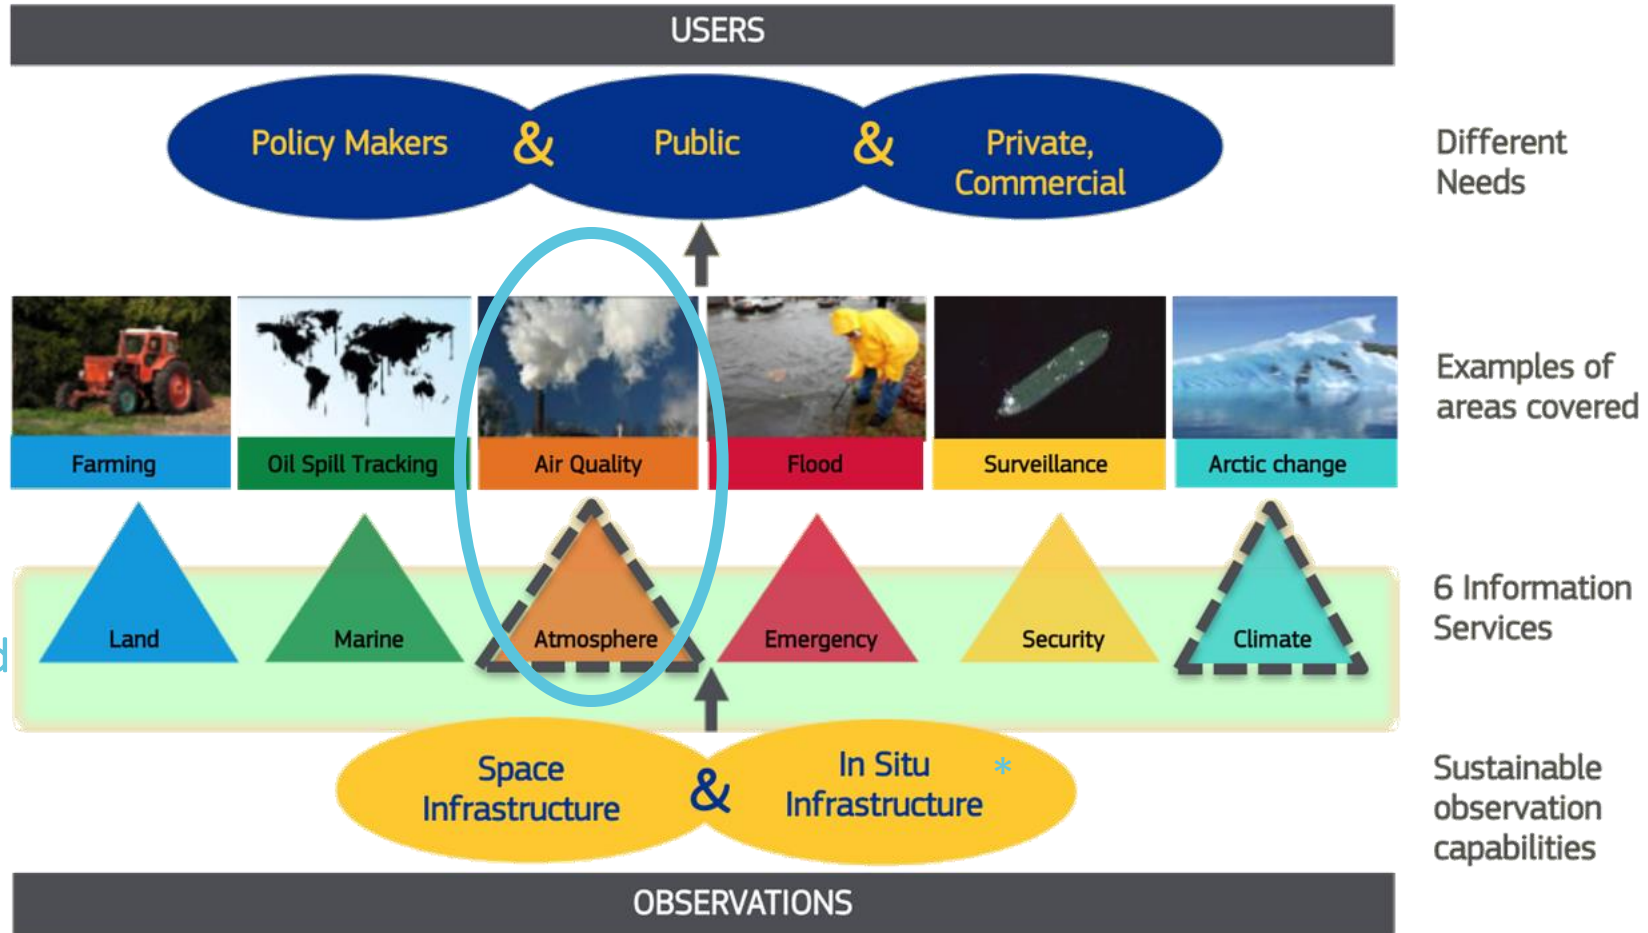 USERS
Policy Makers & Public & Private,
Commercial
Different
Needs
Examples of
areas covered
Farming
Oil Spill Tracking
Air Quality
Flood
Surveillance
Arctic change
Land
Marine
Atmosphere
Emergency
Security
Climate
6 Information
Services
d
Space
Infrastructure
&
In Situ *
Infrastructure
Sustainable
observation
capabilities
OBSERVATIONS